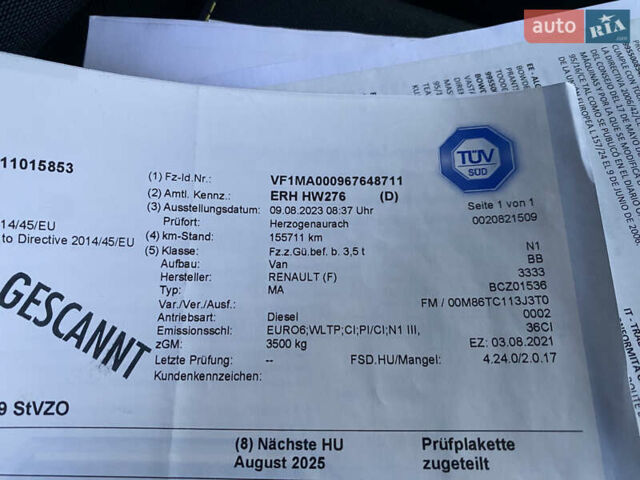 auto RIA.com
11015853
TÜV
SÜD
(1) Fz-Id.Nr.: VF1MA000967648711
(2) Amtl. Kennz.: ERH HW276 (D)
(3) Ausstellungsdatum: 09.08.2023 08:37 Uhr Seite 1 von 1
Prüfort: Herzogenaurach 0020821509
14/45/EU (4) km-Stand: 155711 km
to Directive 2014/45/EU (5) Klasse: Fz.z.Gü.bef. b. 3,5 t N1
Aufbau: Van BB
Hersteller: RENAULT (F) 3333
Typ: MA BCZ01536
Var./Ver./Ausf.: FM / 00M86TC113J3T0
Antriebsart: Diesel 0002
Emissionsschl.: EURO6;WLTP;CI;PI/CI;N1 III, 36CI
zGM: 3500 kg EZ: 03.08.2021
Letzte Prüfung: -- FSD.HU/Mangel: 4.24.0/2.0.17
Kundenkennzeichen:
GESCANNT
9 StVZO
(8) Nächste HU Prüfplakette
August 2025 zugeteilt